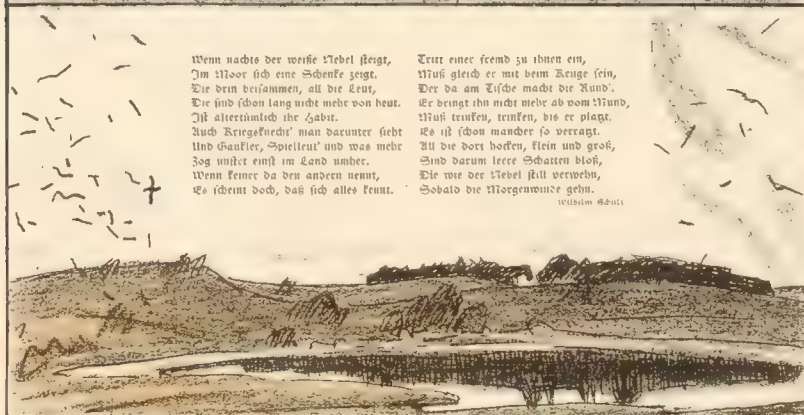 Wenn nachts der weiße Nebel steigt,
Im Moor sich eine Schenke zeigt.
Die drin beisammen, all die Leut,
Die sind schon lang nicht mehr von heut.
Ist altertümlich ihr Habit.
Auch Kriegsknecht' man darunter sieht
Und Gaukler, Spielleut' und was mehr
Zog unstet einst im Land umher.
Wenn keiner da den andern nennt,
Es scheint doch, daß sich alles kennt.
Tritt einer fremd zu ihnen ein,
Muß gleich er mit beim Kruge sein,
Der da am Tische macht die Rund'.
Er bringt ihn nicht mehr ab vom Mund,
Muß trinken, trinken, bis er platzt.
Es ist schon mancher so verratzt.
All die dort hocken, klein und groß,
Sind darum leere Schatten bloß,
Die wie der Nebel still verwehn,
Sobald die Morgenwinde gehn.
Wilhelm Schulz